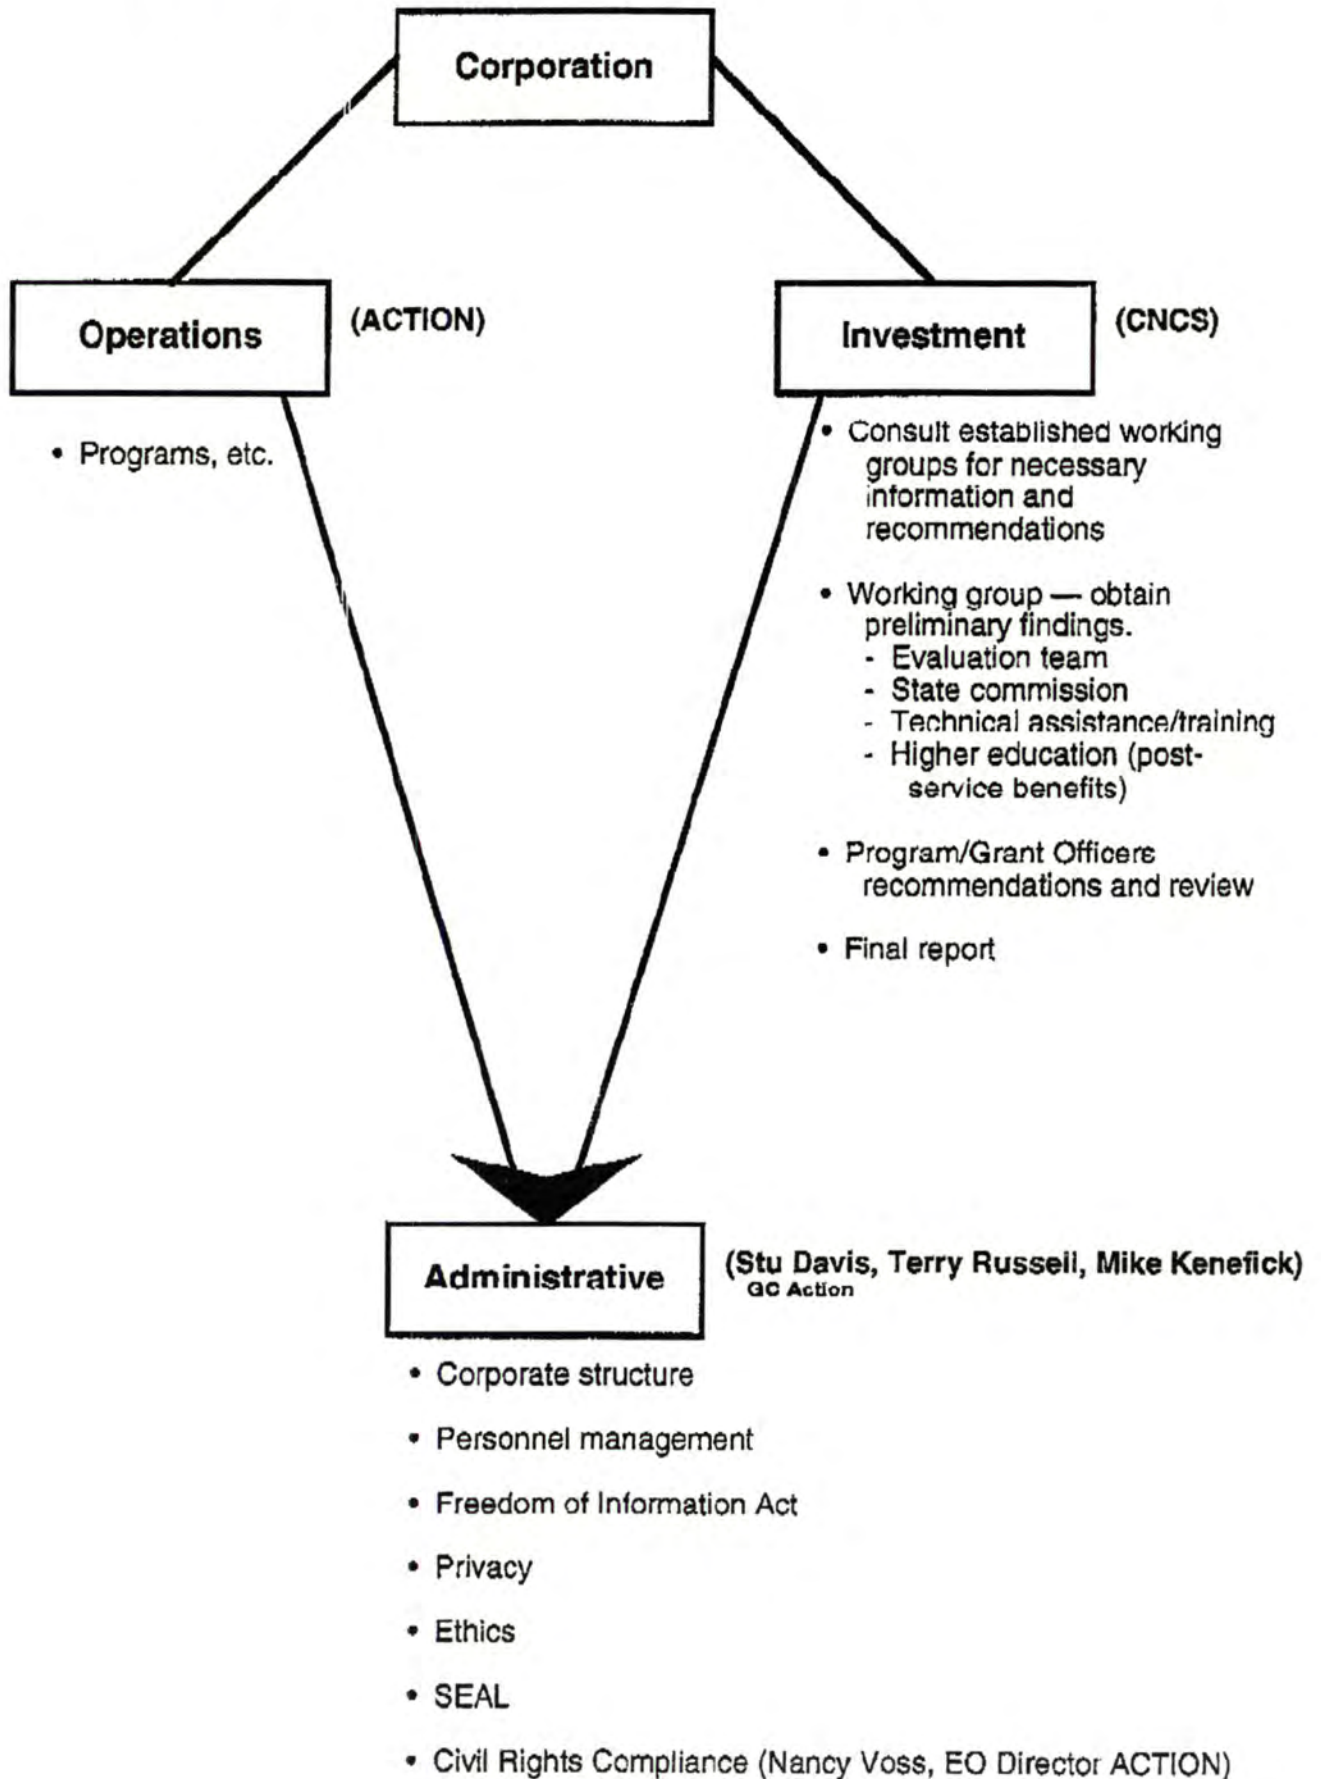 Corporation
Operations
(ACTION)
• Programs, etc.
Investment
(CNCS)
• Consult established working
groups for necessary
information and
recommendations
• Working group — obtain
preliminary findings.
- Evaluation team
- State commission
- Technical assistance/training
- Higher education (post-
service benefits)
• Program/Grant Officers
recommendations and review
• Final report
Administrative
(Stu Davis, Terry Russell, Mike Kenefick)
GC Action
• Corporate structure
• Personnel management
• Freedom of Information Act
• Privacy
• Ethics
• SEAL
• Civil Rights Compliance (Nancy Voss, EO Director ACTION)